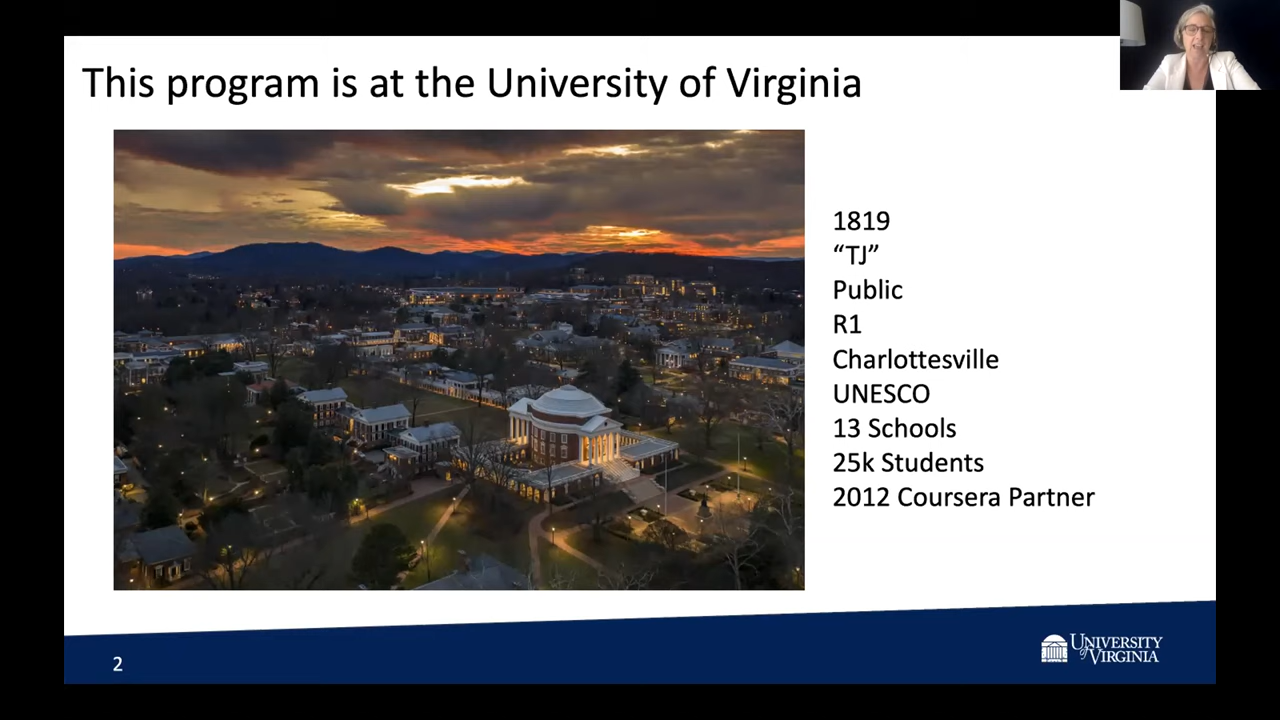 This program is at the University of Virginia
1819
“TJ”
Public
R1
Charlottesville
UNESCO
13 Schools
25k Students
2012 Coursera Partner
2
UNIVERSITY
of VIRGINIA